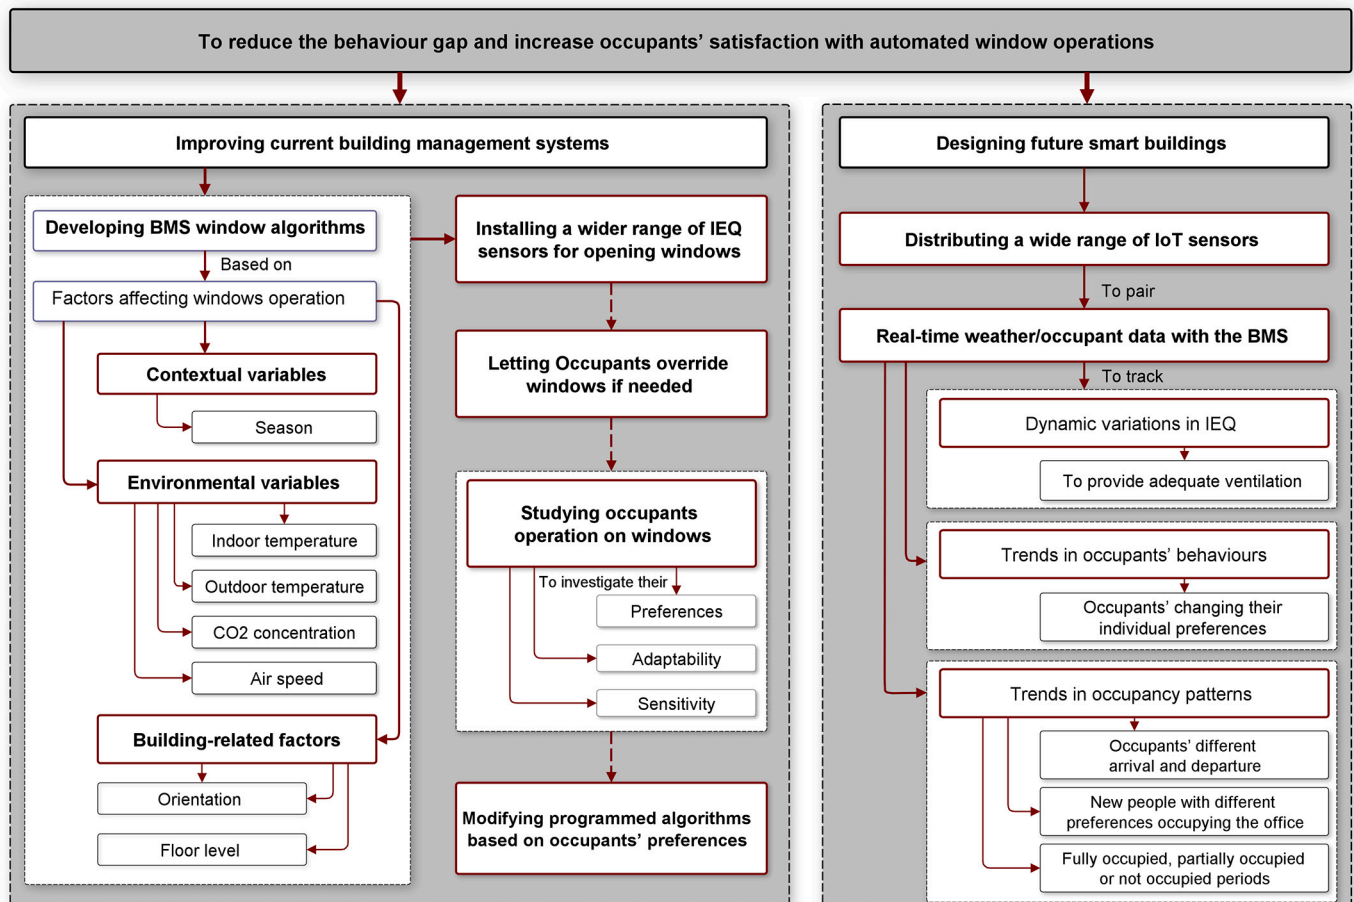 To reduce the behaviour gap and increase occupants’ satisfaction with automated window operations
Improving current building management systems
Developing BMS window algorithms
Based on
Factors affecting windows operation
Contextual variables
Season
Environmental variables
Indoor temperature
Outdoor temperature
CO2 concentration
Air speed
Building-related factors
Orientation
Floor level
Installing a wider range of IEQ
sensors for opening windows
Letting Occupants override
windows if needed
Studying occupants
operation on windows
To investigate their
Preferences
Adaptability
Sensitivity
Modifying programmed algorithms
based on occupants’ preferences
Designing future smart buildings
Distributing a wide range of IoT sensors
To pair
Real-time weather/occupant data with the BMS
To track
Dynamic variations in IEQ
To provide adequate ventilation
Trends in occupants’ behaviours
Occupants’ changing their
individual preferences
Trends in occupancy patterns
Occupants’ different
arrival and departure
New people with different
preferences occupying the office
Fully occupied, partially occupied
or not occupied periods